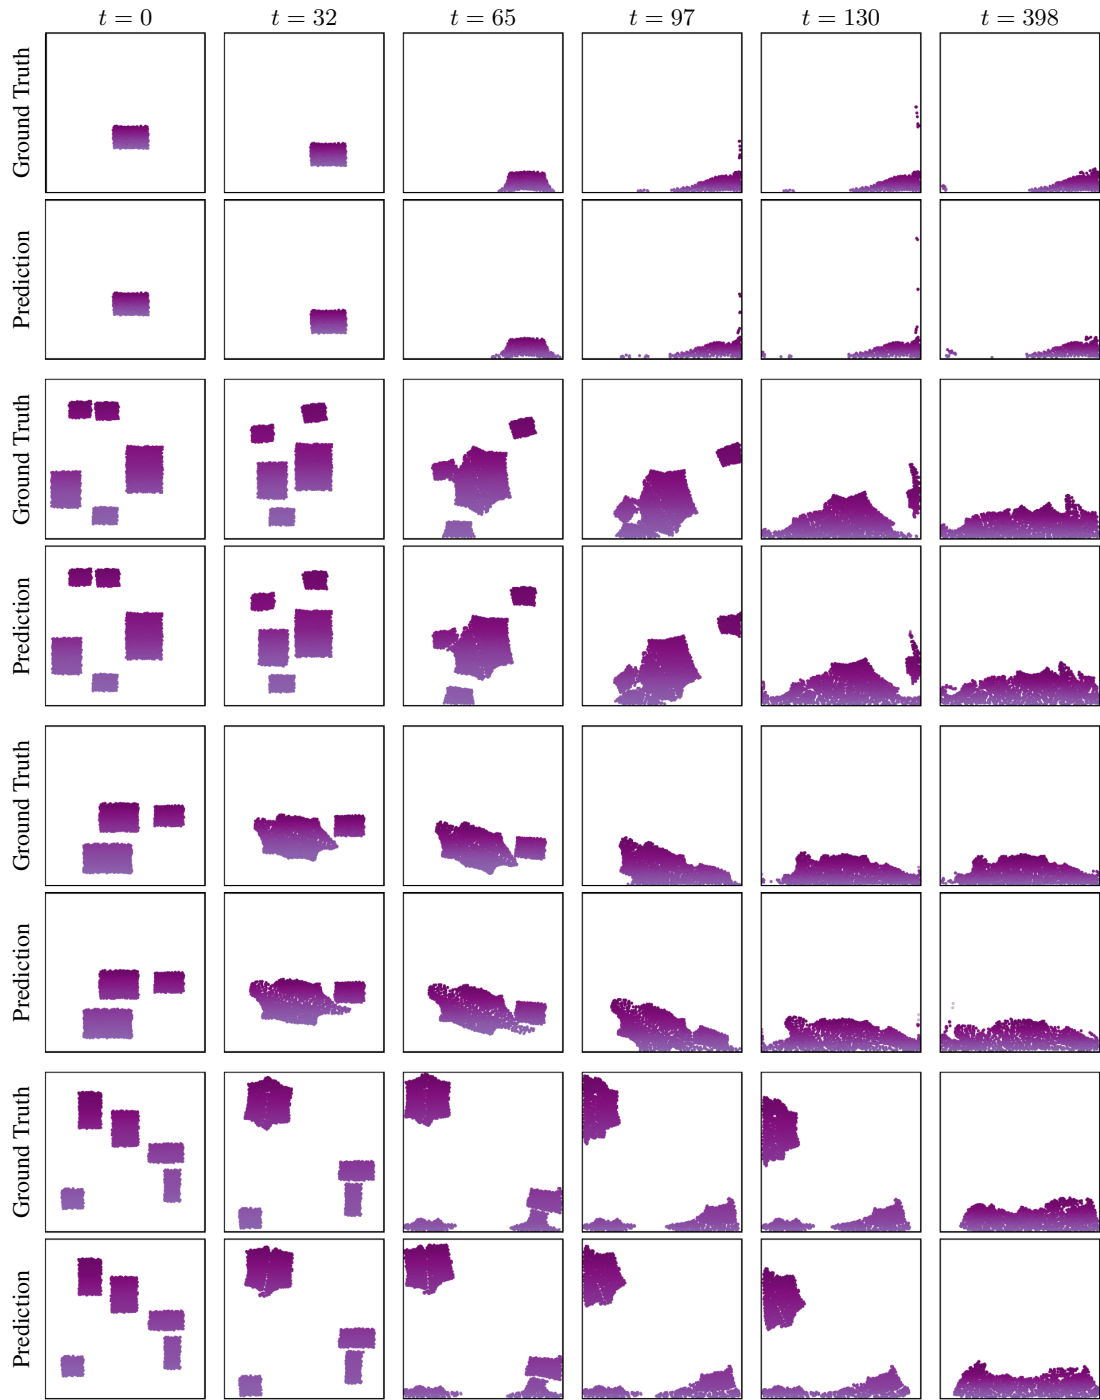 t = 0 t = 32 t = 65 t = 97 t = 130 t = 398
Ground Truth
Prediction
Ground Truth
Prediction
Ground Truth
Prediction
Ground Truth
Prediction